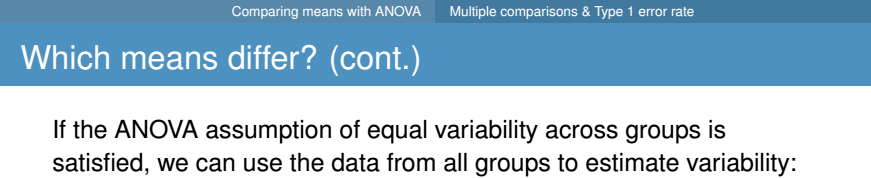 Comparing means with ANOVA Multiple comparisons & Type 1 error rate
Which means differ? (cont.)
If the ANOVA assumption of equal variability across groups is
satisfied, we can use the data from all groups to estimate variability: